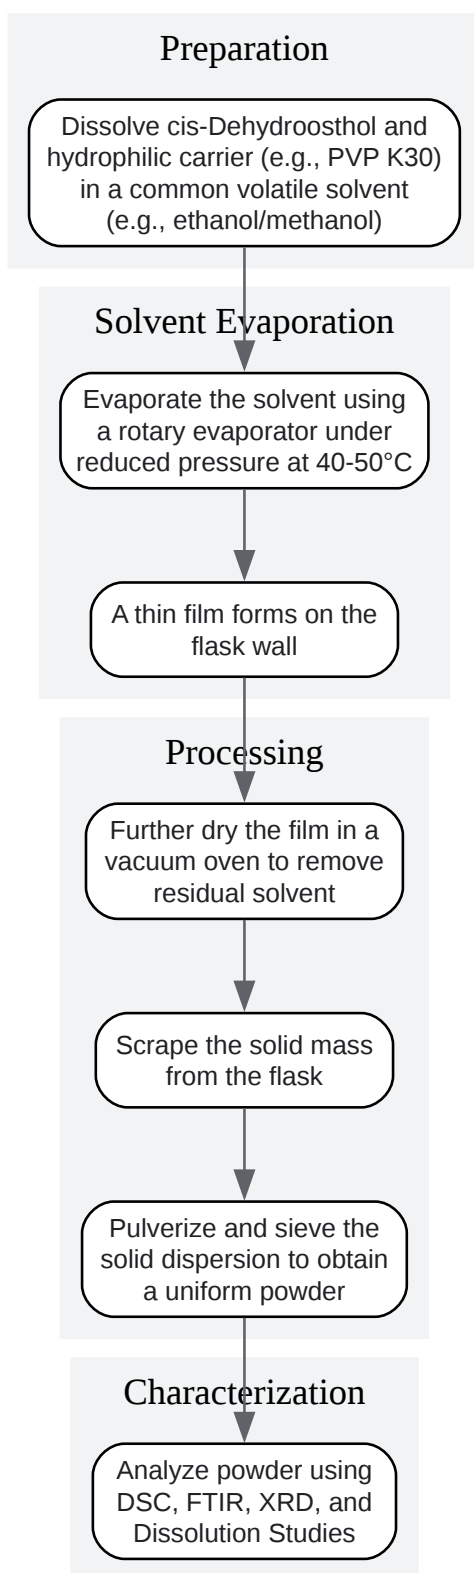 Preparation
Dissolve cis-Dehydroosthol and
hydrophilic carrier (e.g., PVP K30)
in a common volatile solvent
(e.g., ethanol/methanol)
Solvent Evaporation
Evaporate the solvent using
a rotary evaporator under
reduced pressure at 40-50°C
A thin film forms on the
flask wall
Processing
Further dry the film in a
vacuum oven to remove
residual solvent
Scrape the solid mass
from the flask
Pulverize and sieve the
solid dispersion to obtain
a uniform powder
Characterization
Analyze powder using
DSC, FTIR, XRD, and
Dissolution Studies